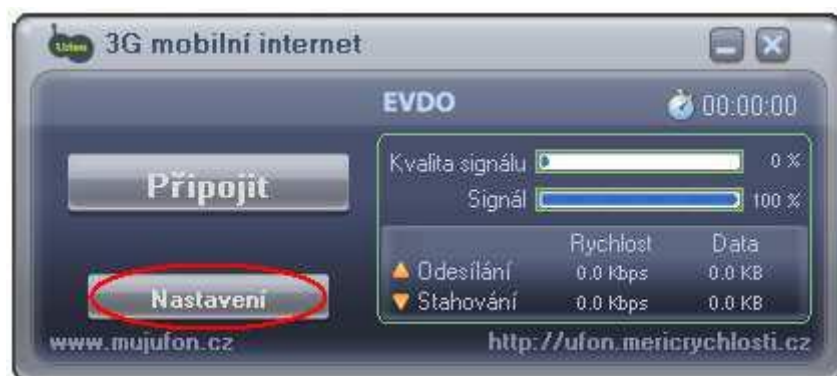 Ufon 3G mobilní internet
EVDO 00:00:00
Připojit
Kvalita signálu 0 %
Signál 100 %
Rychlost Data
Odesílání 0.0 Kbps 0.0 KB
Stahování 0.0 Kbps 0.0 KB
Nastavení
www.mujufon.cz http://ufon.mericrychlosti.cz